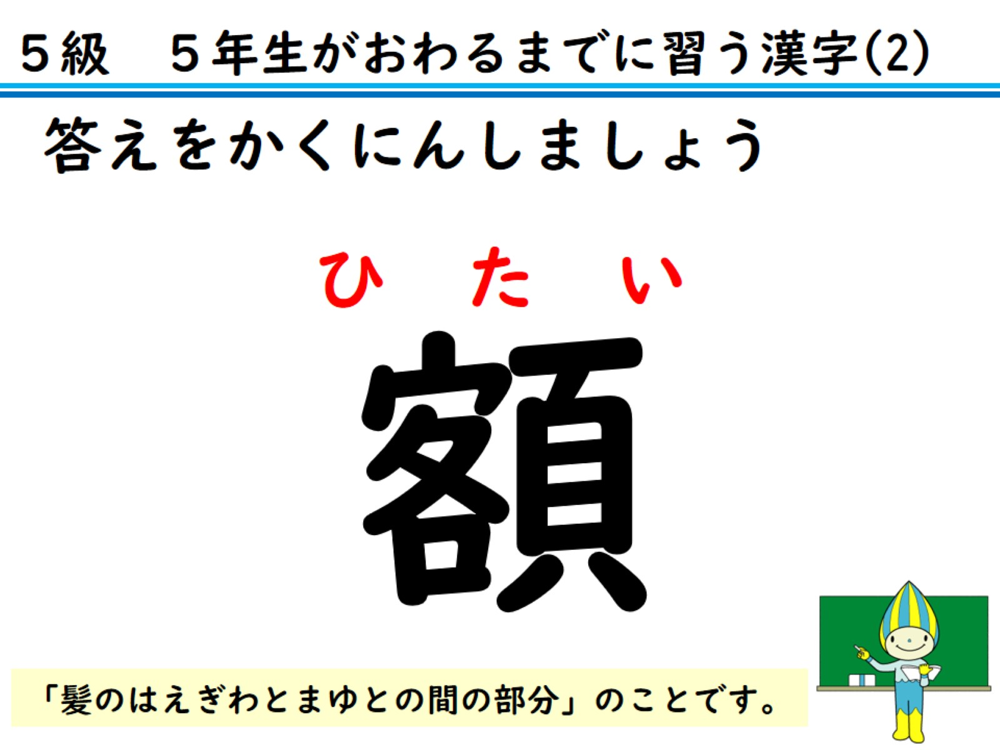 ５級　５年生がおわるまでに習う漢字(2)
答えをかくにんしましょう
ひたい
額
「髪のはえぎわとまゆとの間の部分」のことです。